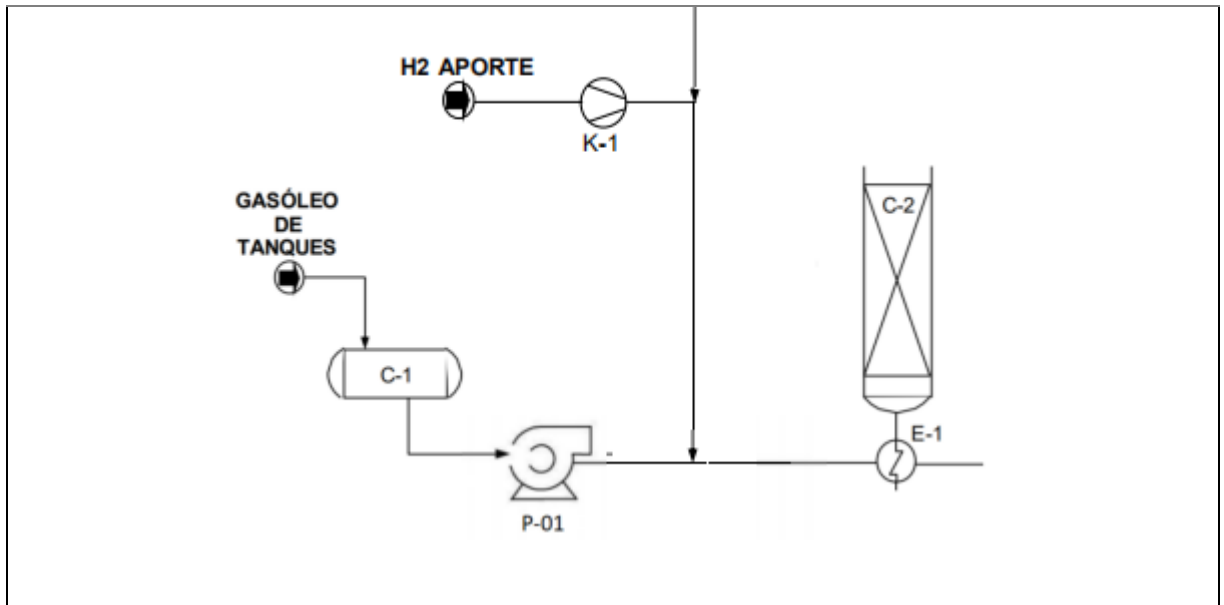 H2 APORTE
K-1
GASÓLEO
DE
TANQUES
C-2
C-1
E-1
P-01